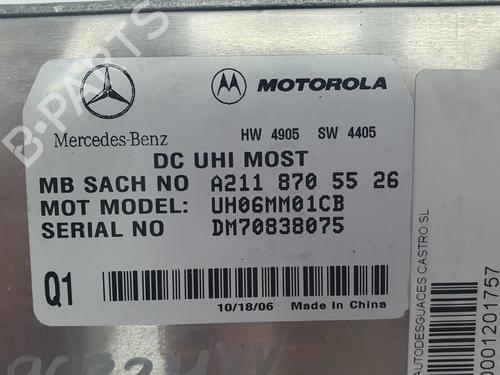 B-PARTS
Mercedes-Benz
MOTOROLA
HW 4905 SW 4405
DC UHI MOST
MB SACH NO A211 870 55 26
MOT MODEL: UH06MM01CB
SERIAL NO DM70838075
Q1
10/18/06 Made In China
AUTODESGUACES CASTRO SL
0001201757